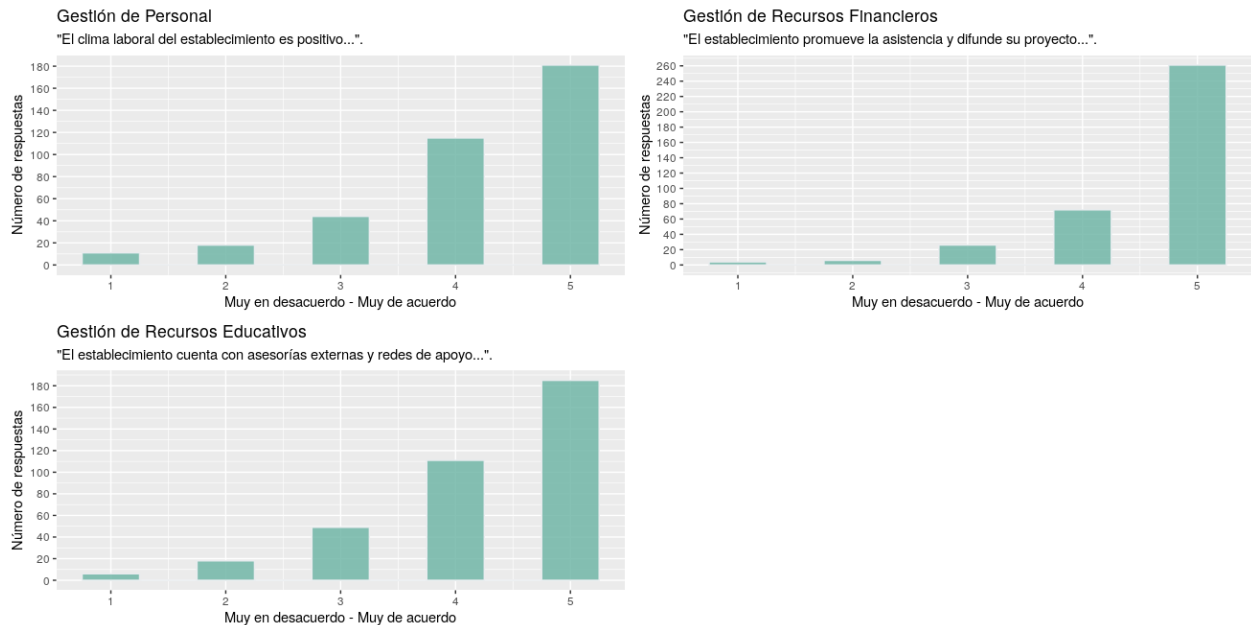 Gestión de Personal
"El clima laboral del establecimiento es positivo...".
Número de respuestas
180
160
140
120
100
80
60
40
20
0
1 2 3 4 5
Muy en desacuerdo - Muy de acuerdo
Gestión de Recursos Financieros
"El establecimiento promueve la asistencia y difunde su proyecto...".
Número de respuestas
260
240
220
200
180
160
140
120
100
80
60
40
20
0
1 2 3 4 5
Muy en desacuerdo - Muy de acuerdo
Gestión de Recursos Educativos
"El establecimiento cuenta con asesorías externas y redes de apoyo...".
Número de respuestas
180
160
140
120
100
80
60
40
20
0
1 2 3 4 5
Muy en desacuerdo - Muy de acuerdo